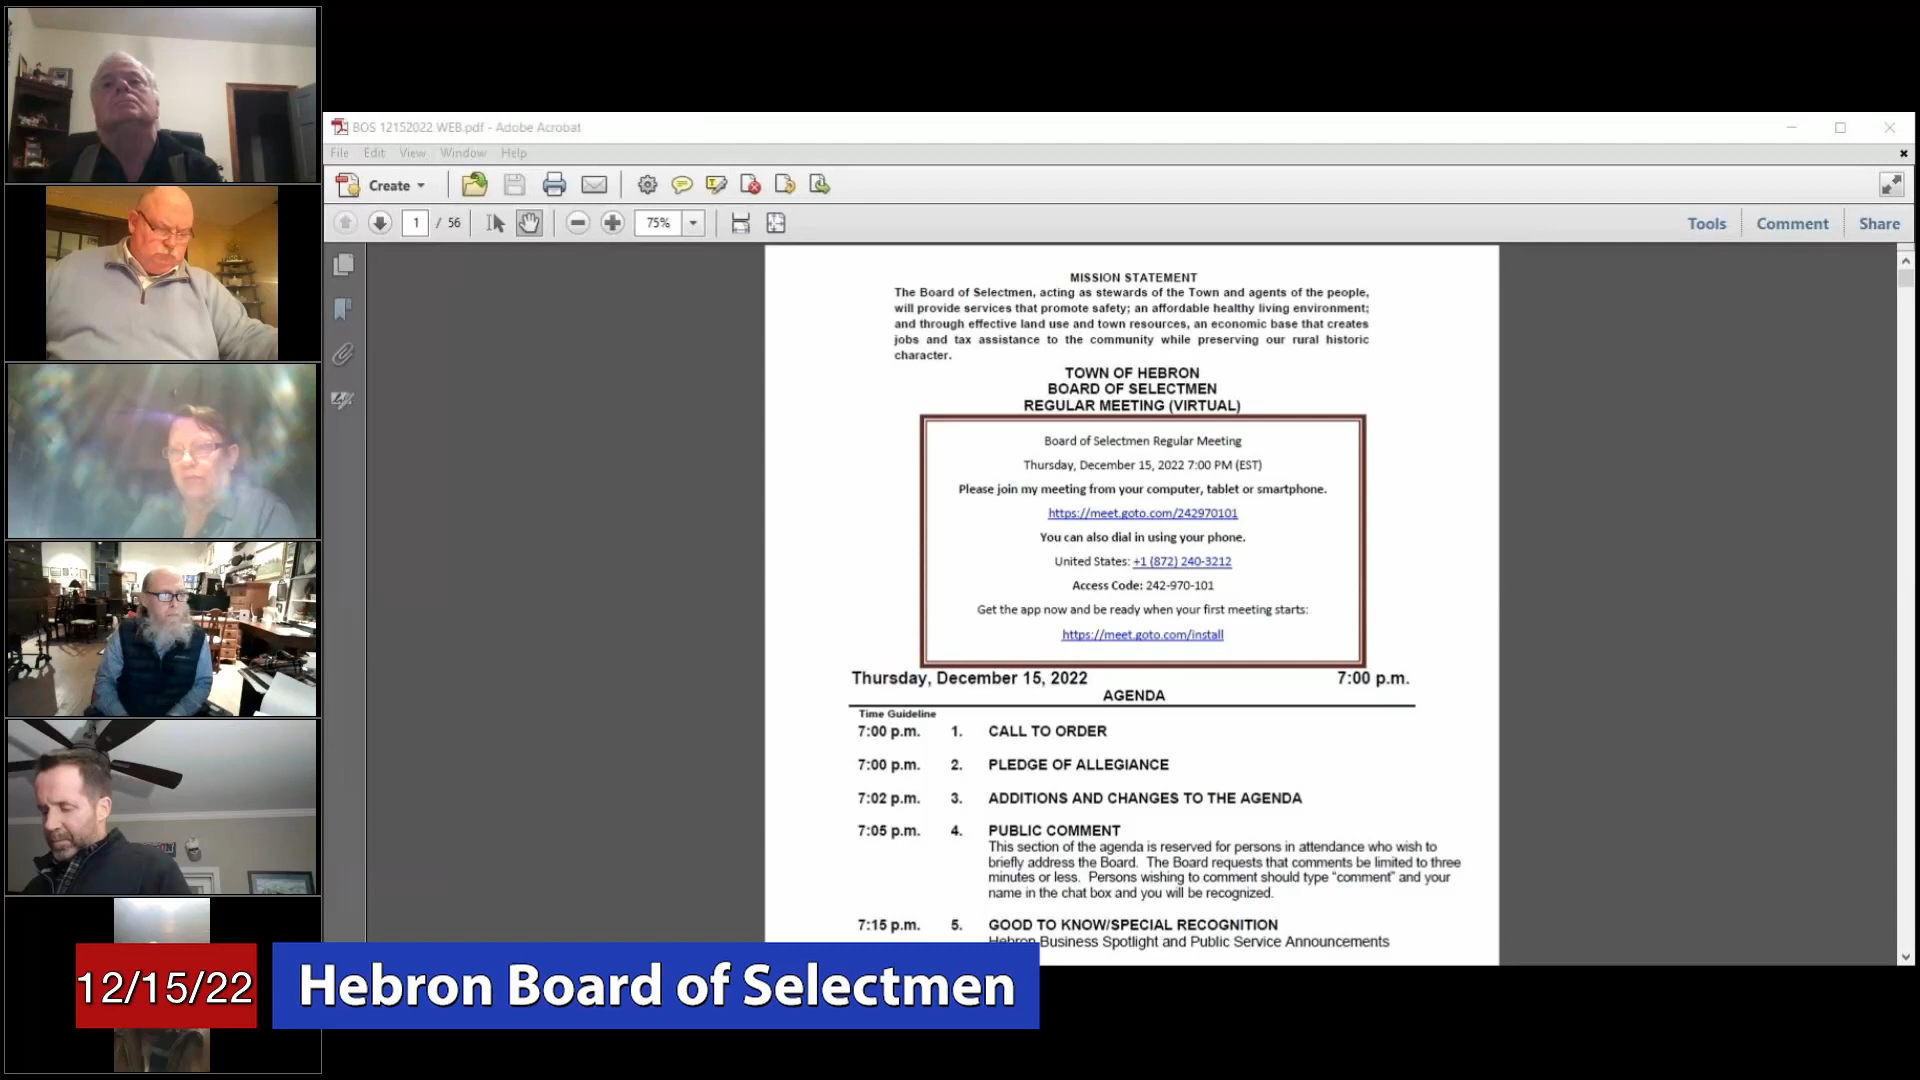 BOS 12152022 WEB.pdf - Adobe Acrobat
File Edit View Window Help
Create
1 / 56
75%
Tools Comment Share
MISSION STATEMENT
The Board of Selectmen, acting as stewards of the Town and agents of the people,
will provide services that promote safety; an affordable healthy living environment;
and through effective land use and town resources, an economic base that creates
jobs and tax assistance to the community while preserving our rural historic
character.
TOWN OF HEBRON
BOARD OF SELECTMEN
REGULAR MEETING (VIRTUAL)
Board of Selectmen Regular Meeting
Thursday, December 15, 2022 7:00 PM (EST)
Please join my meeting from your computer, tablet or smartphone.
https://meet.goto.com/242970101
You can also dial in using your phone.
United States: +1 (872) 240-3212
Access Code: 242-970-101
Get the app now and be ready when your first meeting starts:
https://meet.goto.com/install
Thursday, December 15, 2022 7:00 p.m.
AGENDA
Time Guideline
7:00 p.m. 1. CALL TO ORDER
7:00 p.m. 2. PLEDGE OF ALLEGIANCE
7:02 p.m. 3. ADDITIONS AND CHANGES TO THE AGENDA
7:05 p.m. 4. PUBLIC COMMENT
This section of the agenda is reserved for persons in attendance who wish to
briefly address the Board. The Board requests that comments be limited to three
minutes or less. Persons wishing to comment should type “comment” and your
name in the chat box and you will be recognized.
7:15 p.m. 5. GOOD TO KNOW/SPECIAL RECOGNITION
Hebron Business Spotlight and Public Service Announcements
12/15/22
Hebron Board of Selectmen